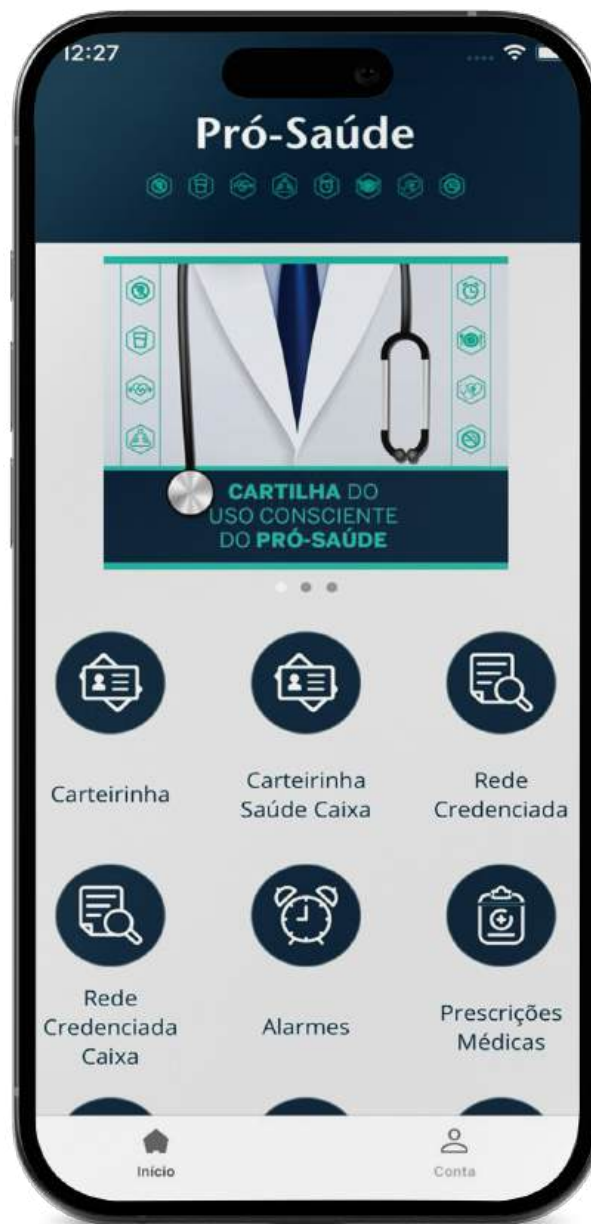 12:27
Pró-Saúde
CARTILHA DO
USO CONSCIENTE
DO PRÓ-SAÚDE
Carteirinha
Carteirinha
Saúde Caixa
Rede
Credenciada
Rede
Credenciada
Caixa
Alarmes
Prescrições
Médicas
Início
Conta